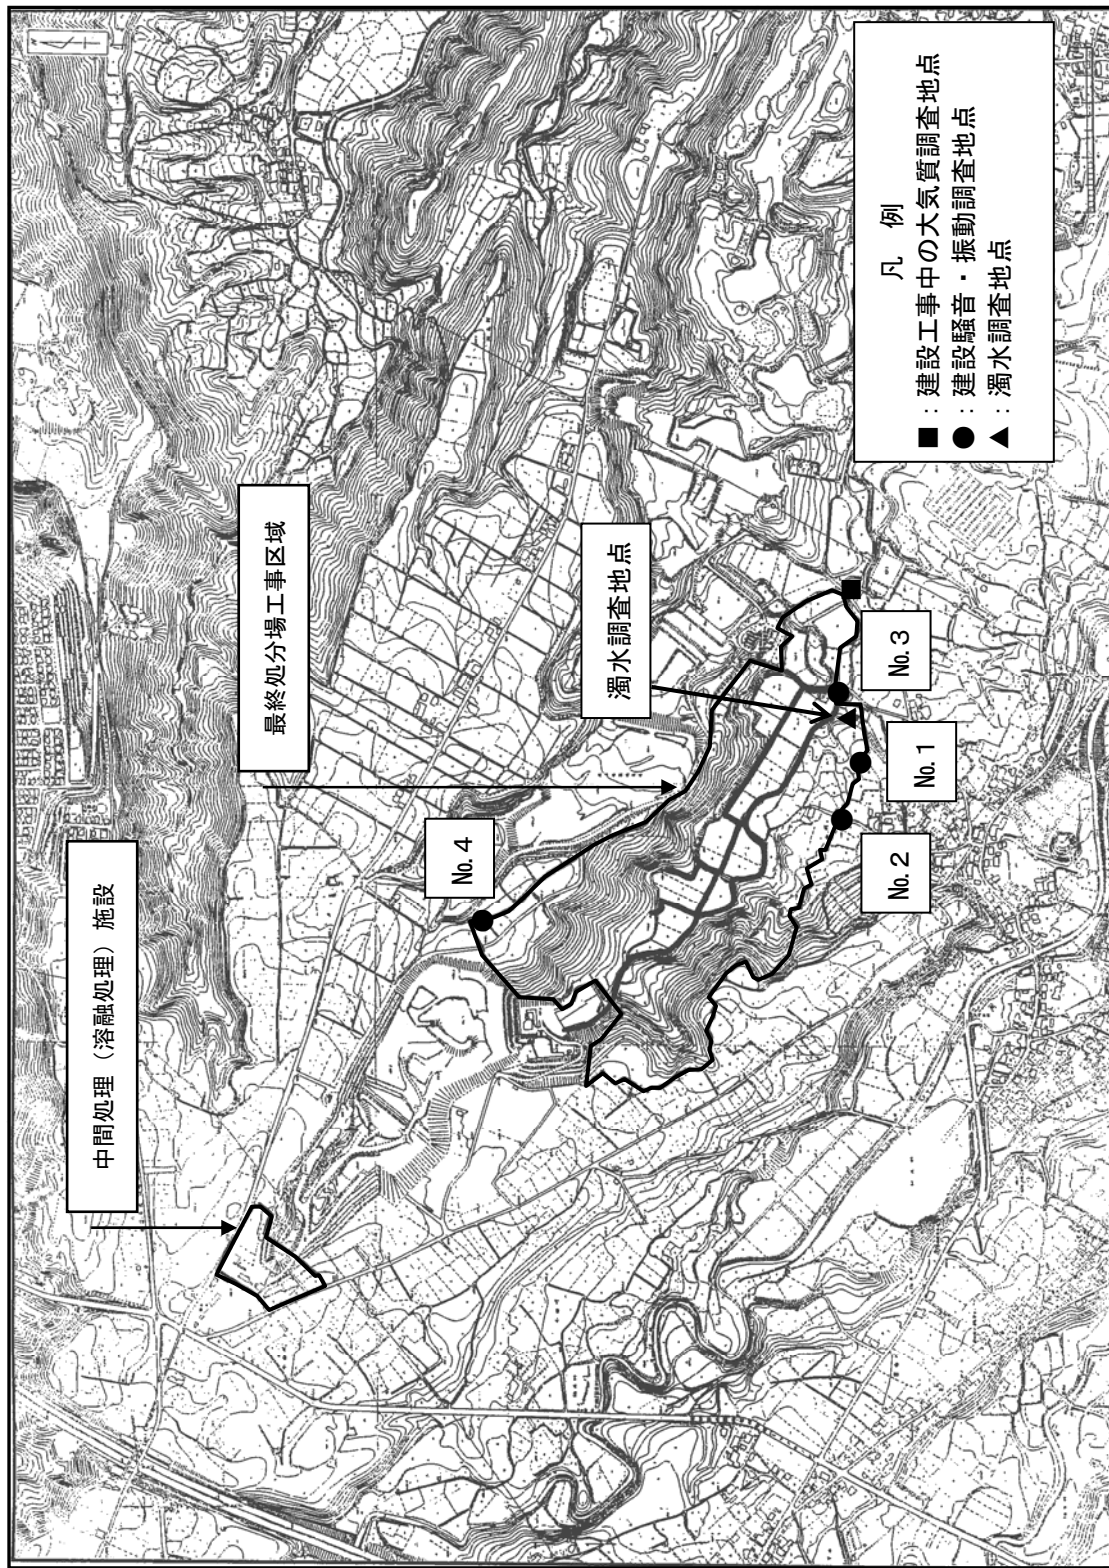 中間処理（溶融処理）施設
最終処分場工事区域
濁水調査地点
No.4
No.3
No.1
No.2
凡　例
■：建設工事中の大気質調査地点
●：建設騒音・振動調査地点
▲：濁水調査地点